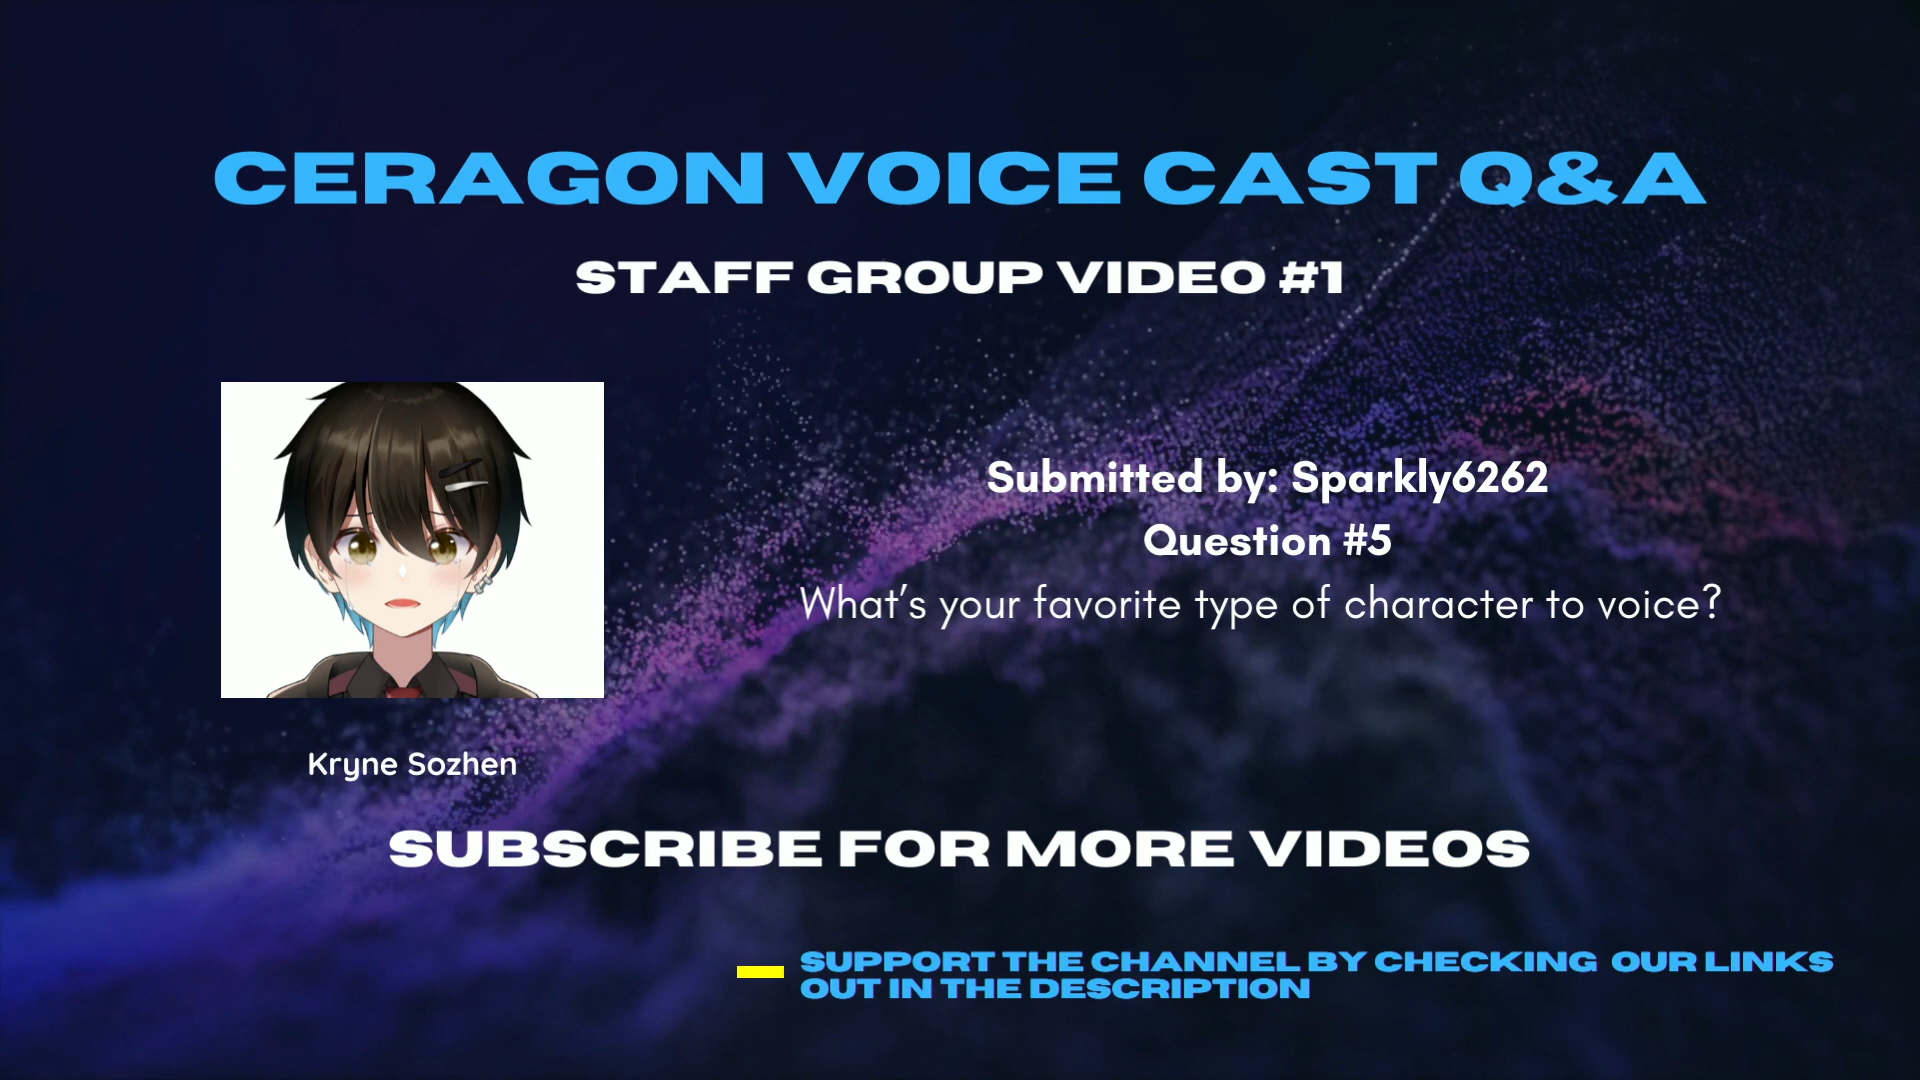 CERAGON VOICE CAST Q&A
STAFF GROUP VIDEO #1
Submitted by: Sparkly6262
Question #5
What's your favorite type of character to voice?
Kryne Sozhen
SUBSCRIBE FOR MORE VIDEOS
SUPPORT THE CHANNEL BY CHECKING OUR LINKS
OUT IN THE DESCRIPTION